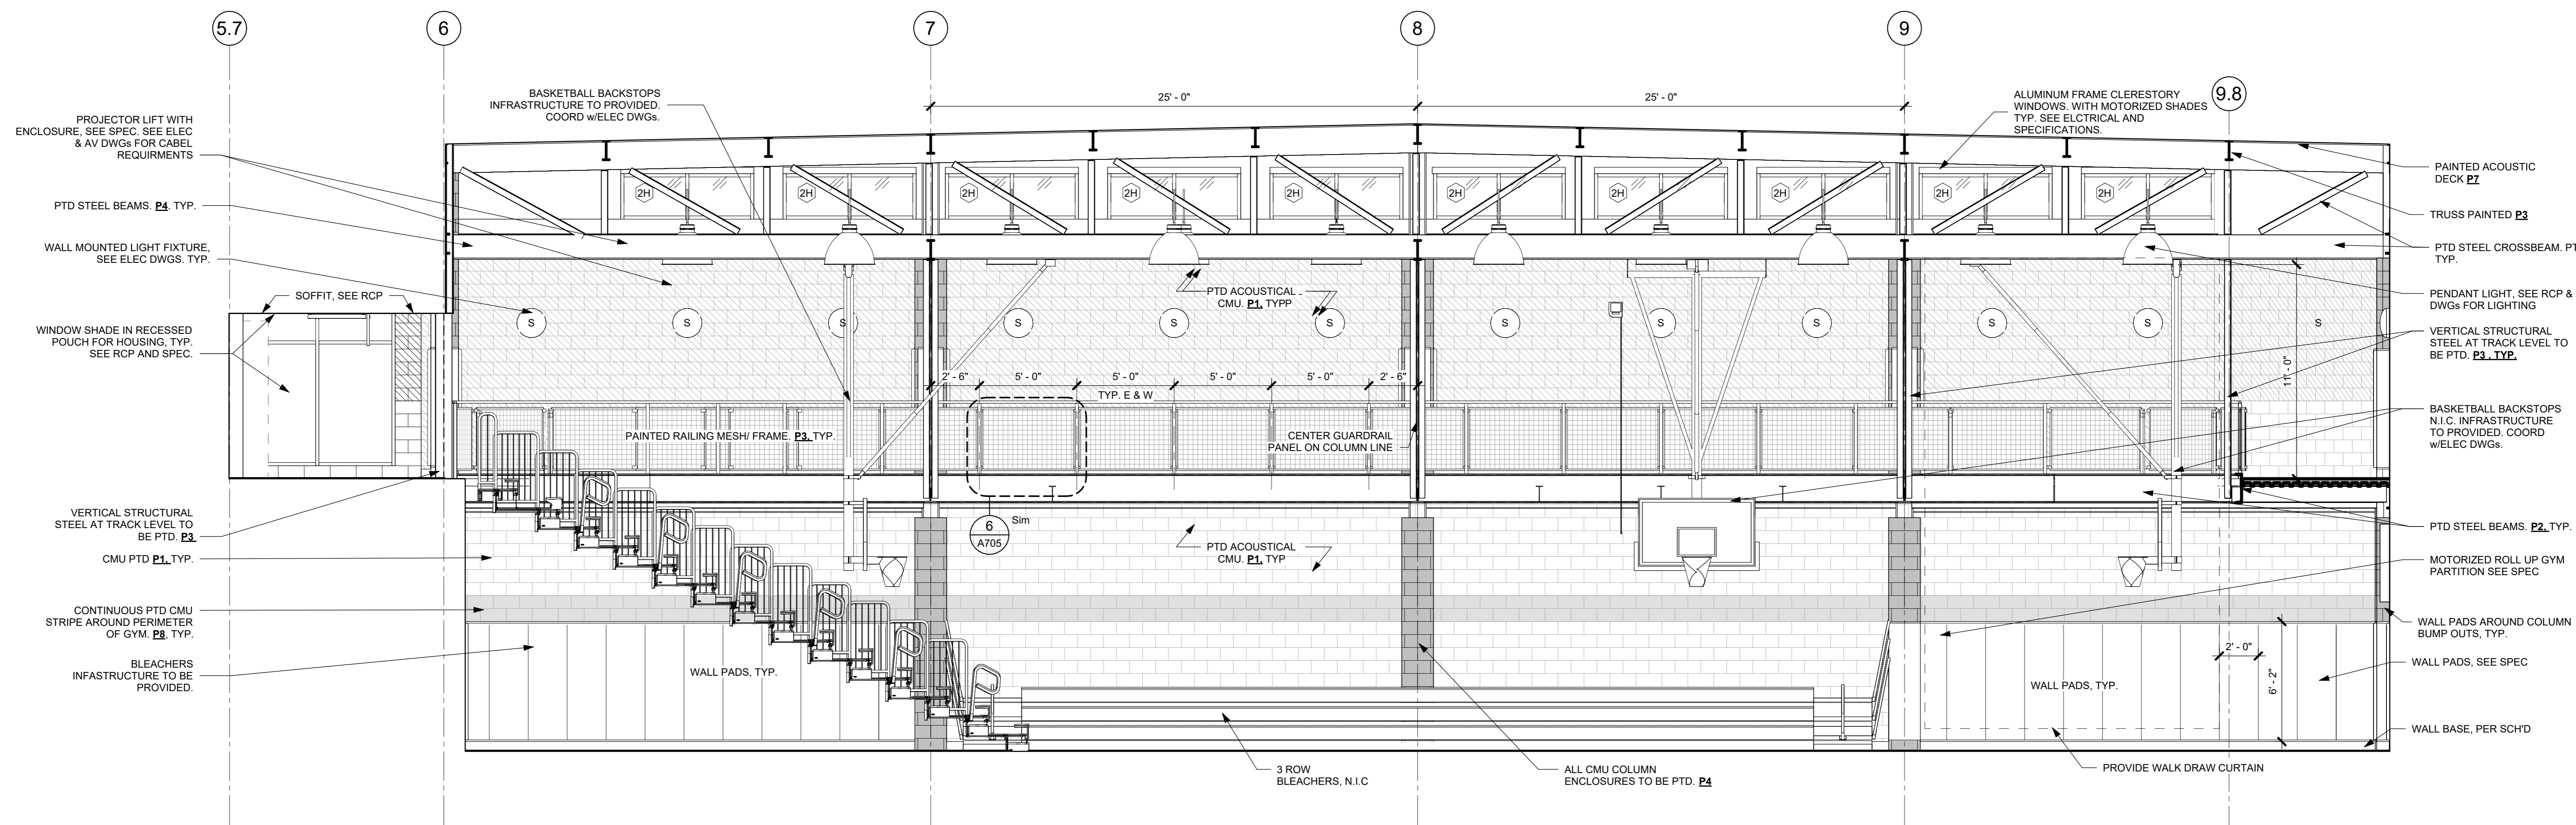 5.7
6
7
8
9
9.8
25' - 0"
25' - 0"
BASKETBALL BACKSTOPS
INFRASTRUCTURE TO PROVIDED.
COORD w/ELEC DWGs.
ALUMINUM FRAME CLERESTORY
WINDOWS. WITH MOTORIZED SHADES
TYP. SEE ELCTRICAL AND
SPECIFICATIONS.
PROJECTOR LIFT WITH
ENCLOSURE, SEE SPEC. SEE ELEC
& AV DWGs FOR CABEL
REQUIRMENTS
PTD STEEL BEAMS. P4. TYP.
WALL MOUNTED LIGHT FIXTURE,
SEE ELEC DWGS. TYP.
SOFFIT, SEE RCP
WINDOW SHADE IN RECESSED
POUCH FOR HOUSING, TYP.
SEE RCP AND SPEC.
VERTICAL STRUCTURAL
STEEL AT TRACK LEVEL TO
BE PTD. P3
CMU PTD P1, TYP.
CONTINUOUS PTD CMU
STRIPE AROUND PERIMETER
OF GYM. P8, TYP.
BLEACHERS
INFASTRUCTURE TO BE
PROVIDED.
2H
2H
2H
2H
2H
2H
2H
2H
2H
2H
S
S
S
S
S
S
S
S
S
S
S
S
PTD ACOUSTICAL
CMU. P1, TYPP
2' - 6"
5' - 0"
5' - 0"
5' - 0"
5' - 0"
2' - 6"
TYP. E & W
PAINTED RAILING MESH/ FRAME. P3, TYP.
CENTER GUARDRAIL
PANEL ON COLUMN LINE
6
A705
Sim
PTD ACOUSTICAL
CMU. P1, TYP
WALL PADS, TYP.
WALL PADS, TYP.
11' - 0"
2' - 0"
6' - 2"
PAINTED ACOUSTIC
DECK P7
TRUSS PAINTED P3
PTD STEEL CROSSBEAM. PT
TYP.
PENDANT LIGHT, SEE RCP &
DWGs FOR LIGHTING
VERTICAL STRUCTURAL
STEEL AT TRACK LEVEL TO
BE PTD. P3 , TYP.
BASKETBALL BACKSTOPS
N.I.C. INFRASTRUCTURE
TO PROVIDED. COORD
w/ELEC DWGs.
PTD STEEL BEAMS. P2, TYP.
MOTORIZED ROLL UP GYM
PARTITION SEE SPEC
WALL PADS AROUND COLUMN
BUMP OUTS, TYP.
WALL PADS, SEE SPEC
WALL BASE, PER SCH'D
3 ROW
BLEACHERS, N.I.C
ALL CMU COLUMN
ENCLOSURES TO BE PTD. P4
PROVIDE WALK DRAW CURTAIN